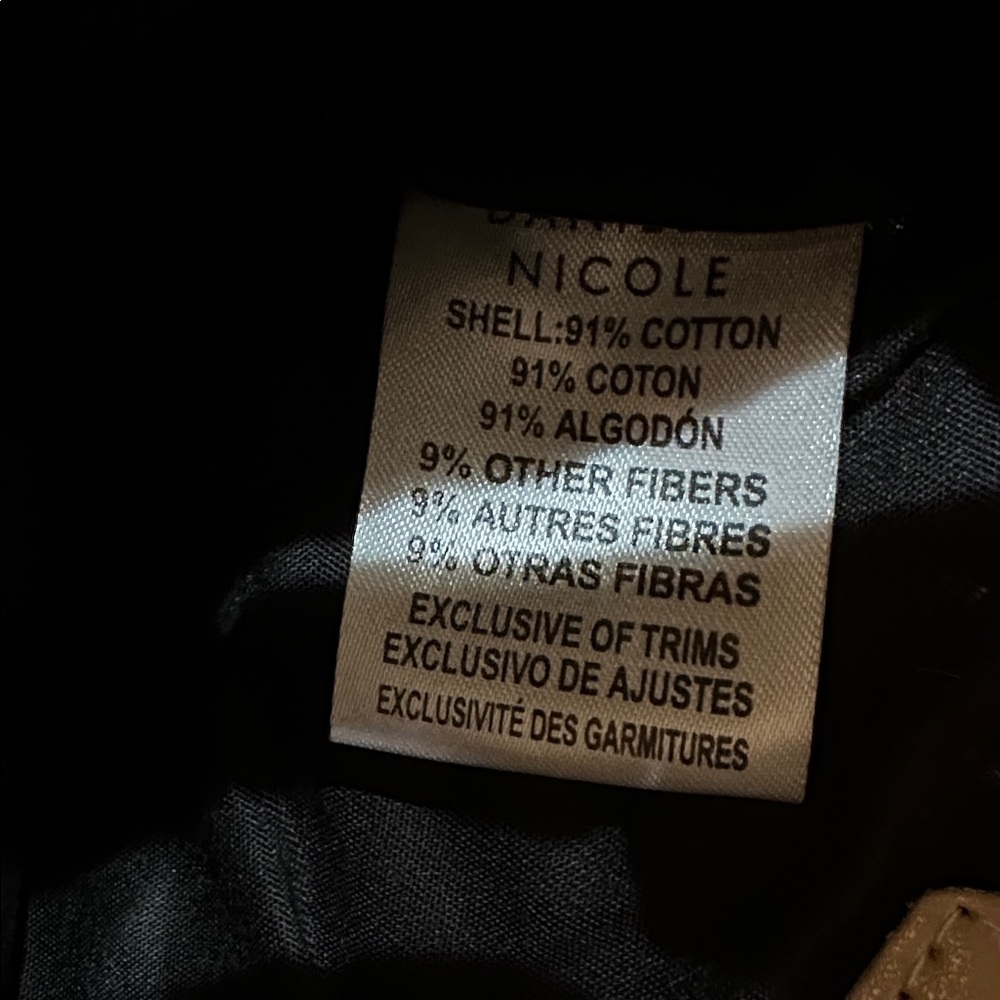 NICOLE
SHELL:91% COTTON
91% COTON
91% ALGODÓN
9% OTHER FIBERS
9% AUTRES FIBRES
9% OTRAS FIBRAS
EXCLUSIVE OF TRIMS
EXCLUSIVO DE AJUSTES
EXCLUSIVITÉ DES GARMITURES